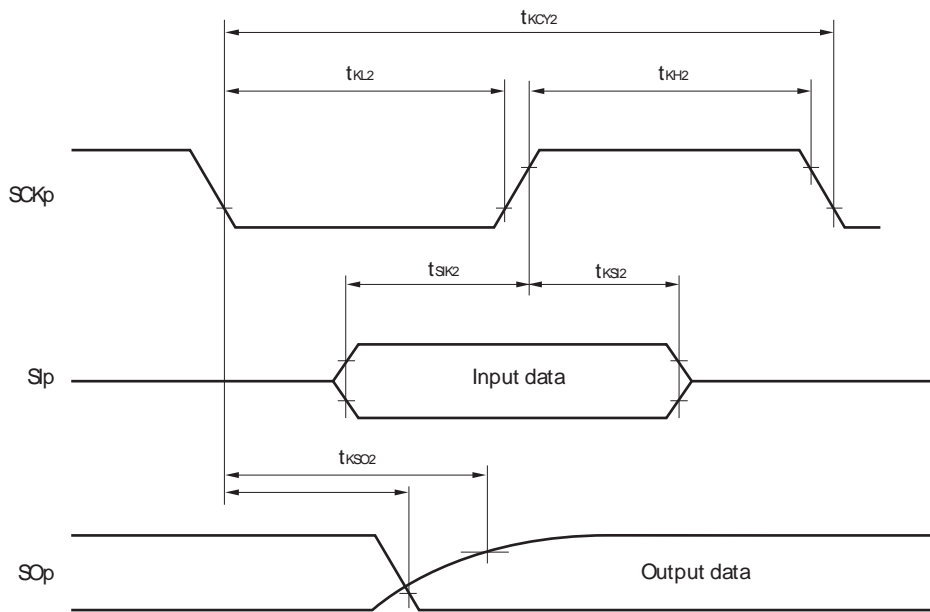 tKCY2
tKL2
tKH2
SCKp
tSIK2
tKSI2
SIp
Input data
tKSO2
SOp
Output data